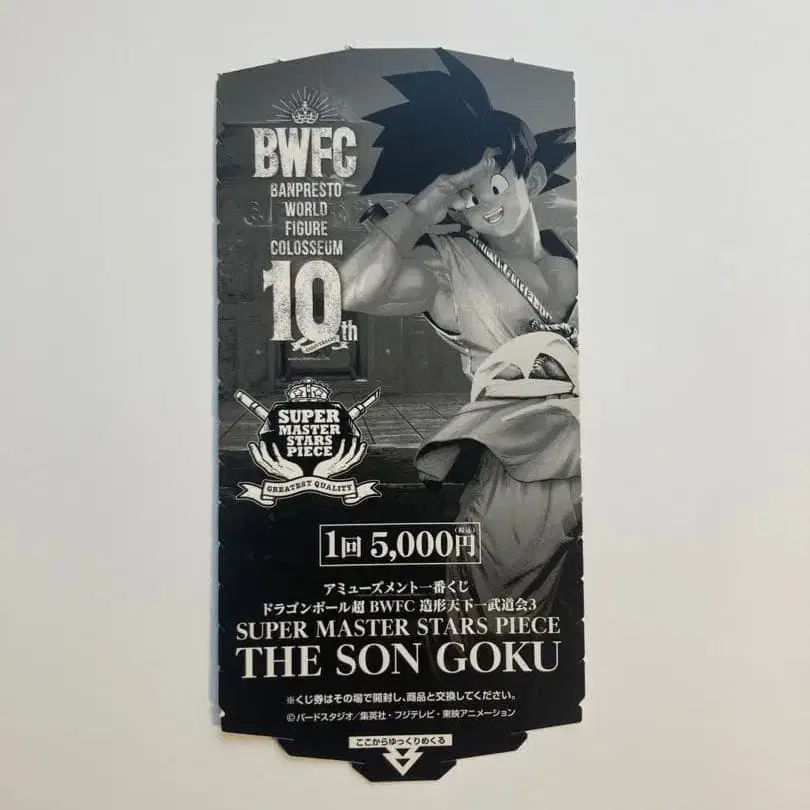 BWFC
BANPRESTO
WORLD
FIGURE
COLOSSEUM
10th
ANNIVERSARY
SUPER
MASTER
STARS
PIECE
GREATEST QUALITY
1回 5,000円(税込)
アミューズメント一番くじ
ドラゴンボール超 BWFC 造形天下一武道会3
SUPER MASTER STARS PIECE
THE SON GOKU
※くじ券はその場で開封し、商品と交換してください。
©バードスタジオ/集英社・フジテレビ・東映アニメーション
ここからゆっくりめくる